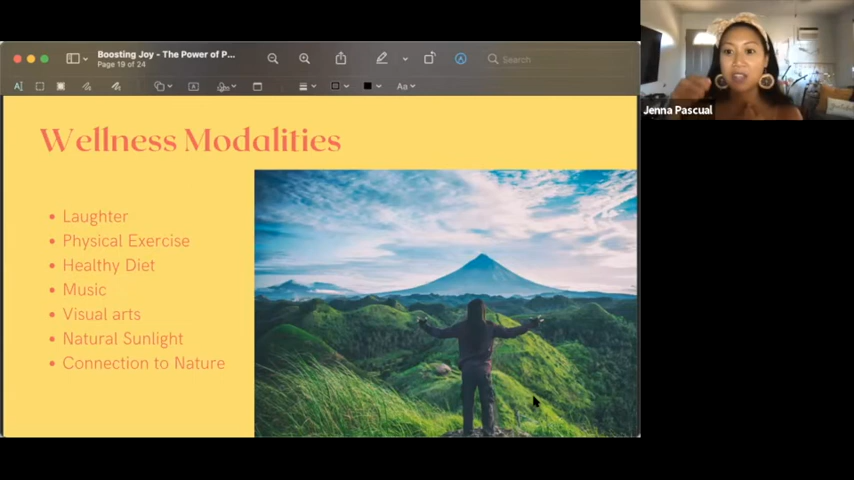 Boosting Joy - The Power of P...
Page 19 of 24
Search
A
Aa
Jenna Pascual
Wellness Modalities
• Laughter
• Physical Exercise
• Healthy Diet
• Music
• Visual arts
• Natural Sunlight
• Connection to Nature